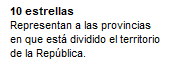 10 estrellas
Representan a las provincias
en que está dividido el territorio
de la República.